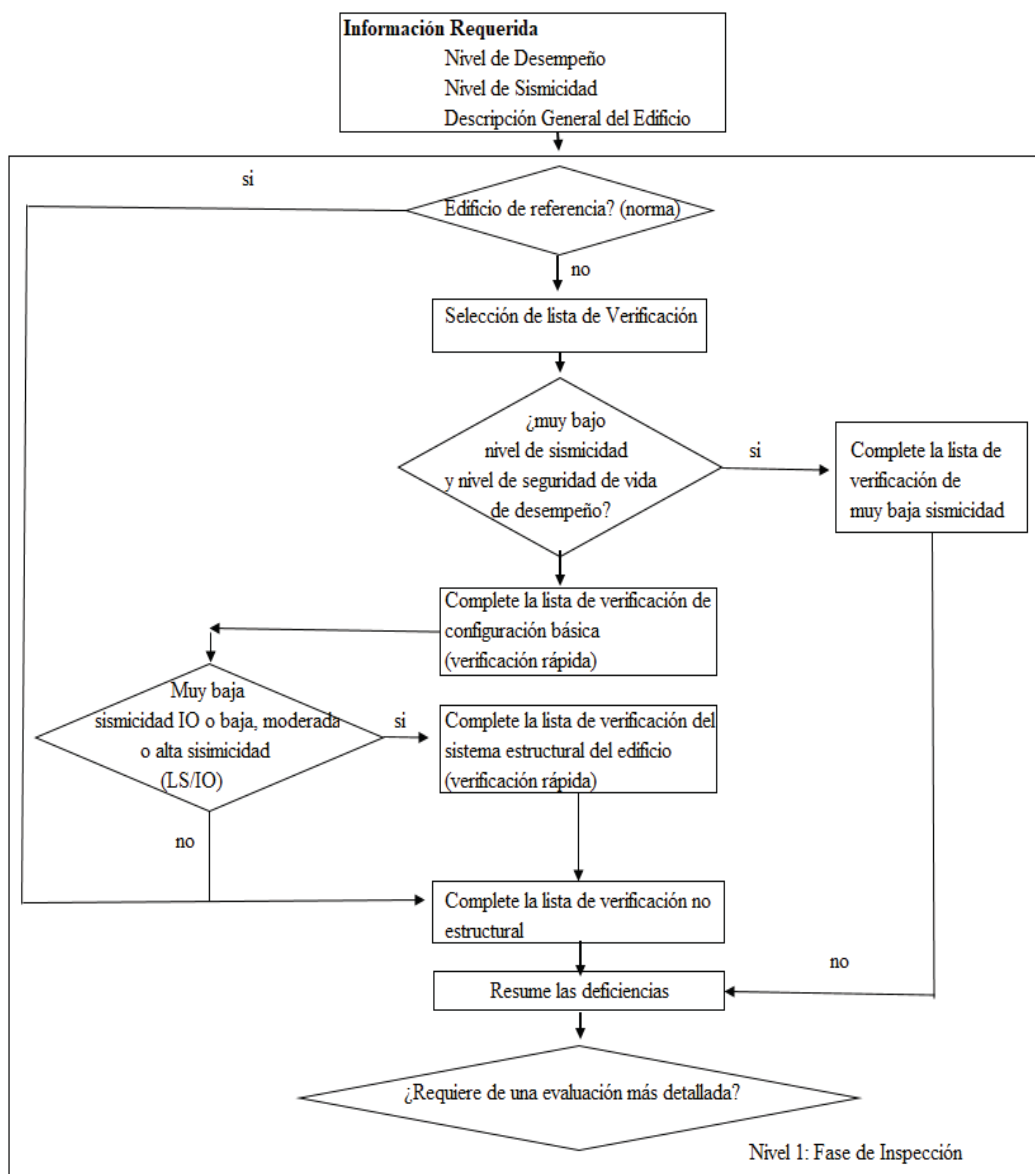 Información Requerida
Nivel de Desempeño
Nivel de Sismicidad
Descripción General del Edificio
si
Edificio de referencia? (norma)
no
Selección de lista de Verificación
¿muy bajo
nivel de sismicidad
y nivel de seguridad de vida
de desempeño?
si
Complete la lista de
verificación de
muy baja sismicidad
Complete la lista de verificación de
configuración básica
(verificación rápida)
Muy baja
sismicidad IO o baja, moderada
o alta sisimicidad
(LS/IO)
si
Complete la lista de verificación del
sistema estructural del edificio
(verificación rápida)
no
Complete la lista de verificación no
estructural
no
Resume las deficiencias
¿Requiere de una evaluación más detallada?
Nivel 1: Fase de Inspección